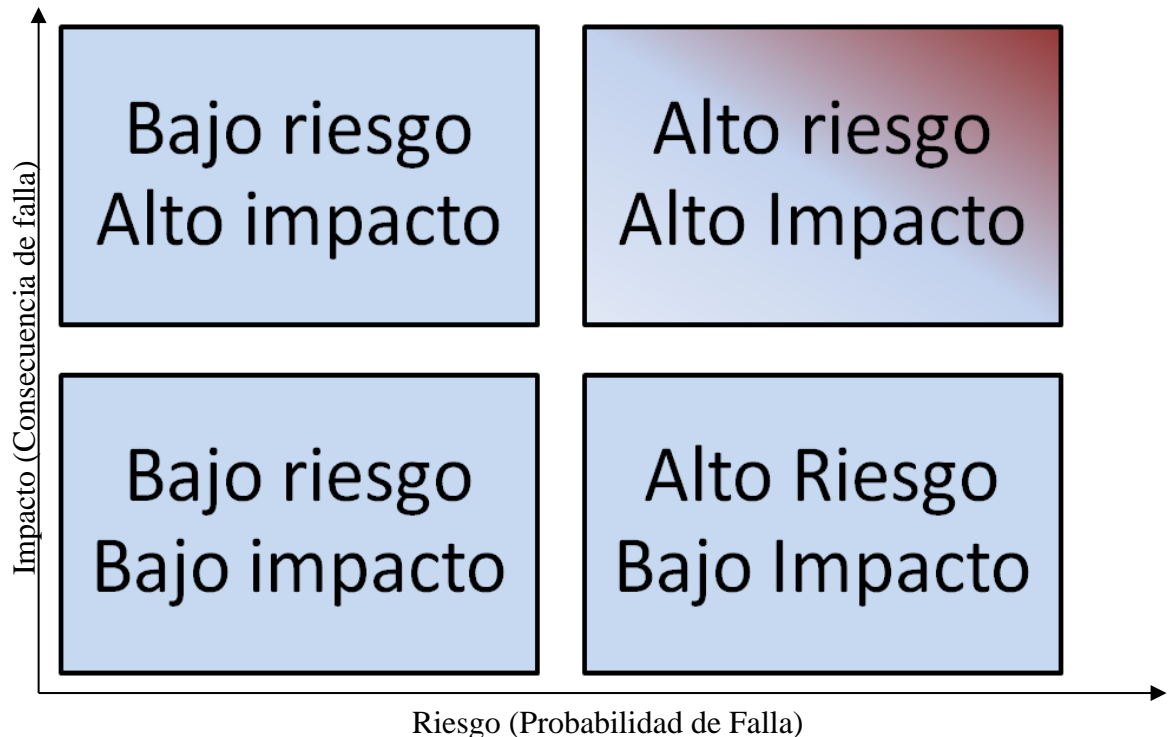 Impacto (Consecuencia de falla)
Bajo riesgo
Alto impacto
Alto riesgo
Alto Impacto
Bajo riesgo
Bajo impacto
Alto Riesgo
Bajo Impacto
Riesgo (Probabilidad de Falla)